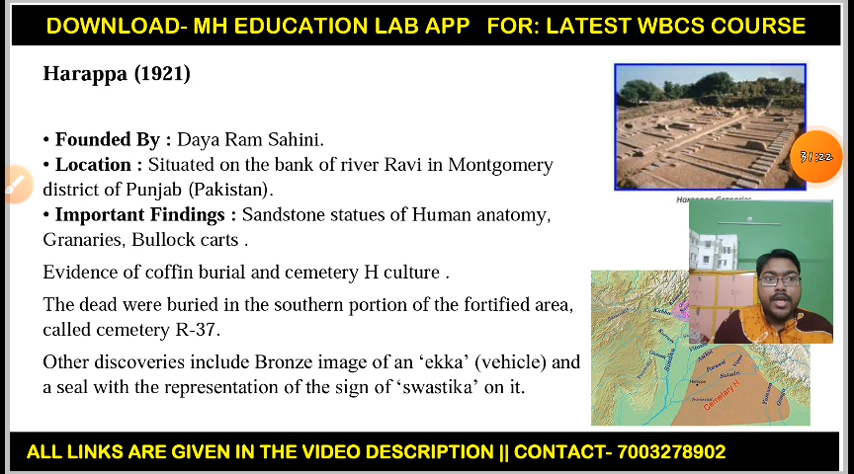 DOWNLOAD- MH EDUCATION LAB APP FOR: LATEST WBCS COURSE
Harappa (1921)
• Founded By : Daya Ram Sahini.
• Location : Situated on the bank of river Ravi in Montgomery
district of Punjab (Pakistan).
• Important Findings : Sandstone statues of Human anatomy,
Granaries, Bullock carts .
Evidence of coffin burial and cemetery H culture .
The dead were buried in the southern portion of the fortified area,
called cemetery R-37.
Other discoveries include Bronze image of an ‘ekka’ (vehicle) and
a seal with the representation of the sign of ‘swastika’ on it.
31:22
Harappa
Cemetary H
ALL LINKS ARE GIVEN IN THE VIDEO DESCRIPTION || CONTACT- 7003278902